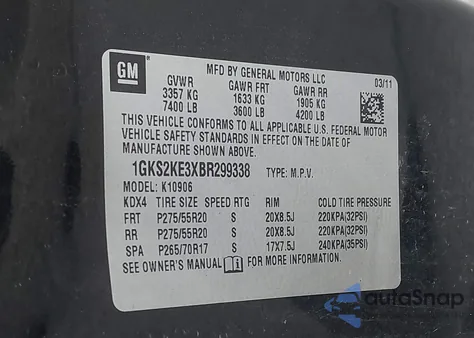 GM
MFD BY GENERAL MOTORS LLC
03/11
GVWR GAWR FRT GAWR RR
3357 KG 1633 KG 1905 KG
7400 LB 3600 LB 4200 LB
THIS VEHICLE CONFORMS TO ALL APPLICABLE U.S. FEDERAL MOTOR
VEHICLE SAFETY STANDARDS IN EFFECT ON THE DATE OF
MANUFACTURE SHOWN ABOVE.
1GKS2KE3XBR299338 TYPE: M.P.V.
MODEL: K10906
KDX4 TIRE SIZE SPEED RTG RIM COLD TIRE PRESSURE
FRT P275/55R20 S 20X8.5J 220KPA(32PSI)
RR P275/55R20 S 20X8.5J 220KPA(32PSI)
SPA P265/70R17 S 17X7.5J 240KPA(35PSI)
SEE OWNER'S MANUAL FOR MORE INFORMATION.
autoSnap